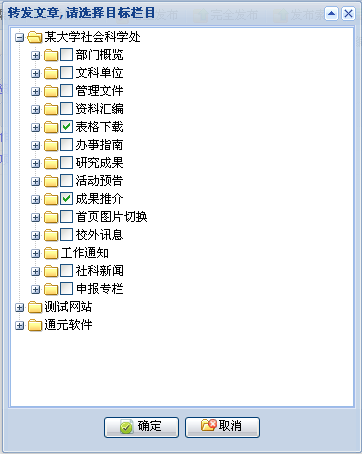 转发文章,请选择目标栏目
某大学社会科学处
部门概览
文科单位
管理文件
资料汇编
表格下载
办事指南
研究成果
活动预告
成果推介
首页图片切换
校外讯息
工作通知
社科新闻
申报专栏
测试网站
通元软件
确定 取消